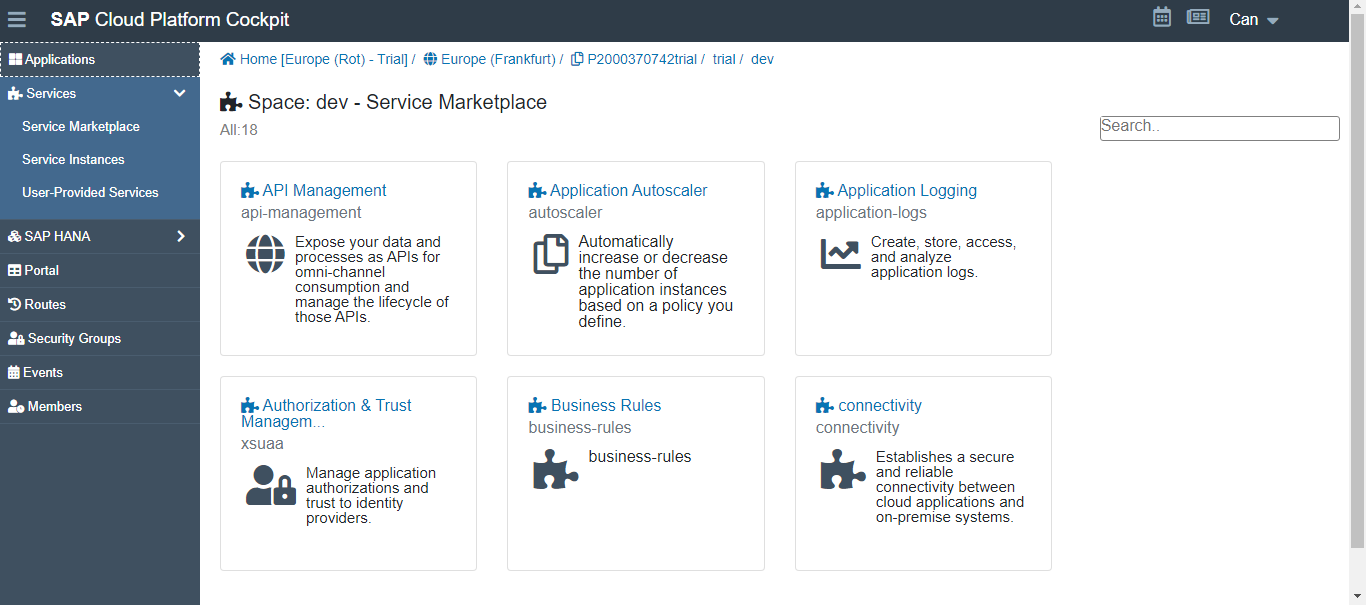 SAP Cloud Platform Cockpit
Can
Applications
Services
Service Marketplace
Service Instances
User-Provided Services
SAP HANA
Portal
Routes
Security Groups
Events
Members
Home [Europe (Rot) - Trial] / Europe (Frankfurt) / P2000370742trial / trial / dev
Space: dev - Service Marketplace
All:18
Search..
API Management
api-management
Expose your data and
processes as APIs for
omni-channel
consumption and
manage the lifecycle of
those APIs.
Application Autoscaler
autoscaler
Automatically
increase or decrease
the number of
application instances
based on a policy you
define.
Application Logging
application-logs
Create, store, access,
and analyze
application logs.
Authorization & Trust
Managem...
xsuaa
Manage application
authorizations and
trust to identity
providers.
Business Rules
business-rules
business-rules
connectivity
connectivity
Establishes a secure
and reliable
connectivity between
cloud applications and
on-premise systems.